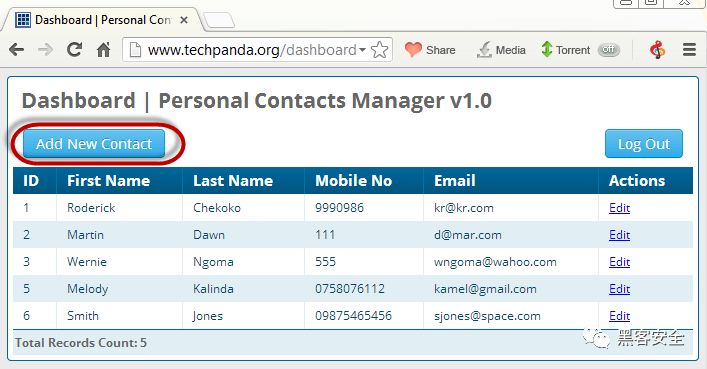 Dashboard | Personal Cont
www.techpanda.org/dashboard
Share
Media
Torrent
off
Dashboard | Personal Contacts Manager v1.0
Add New Contact
Log Out
ID First Name Last Name Mobile No Email Actions
1 Roderick Chekoko 9990986 kr@kr.com Edit
2 Martin Dawn 111 d@mar.com Edit
3 Wernie Ngoma 555 wngoma@wahoo.com Edit
5 Melody Kalinda 0758076112 kamel@gmail.com Edit
6 Smith Jones 09875465456 sjones@space.com Edit
Total Records Count: 5
黑客安全